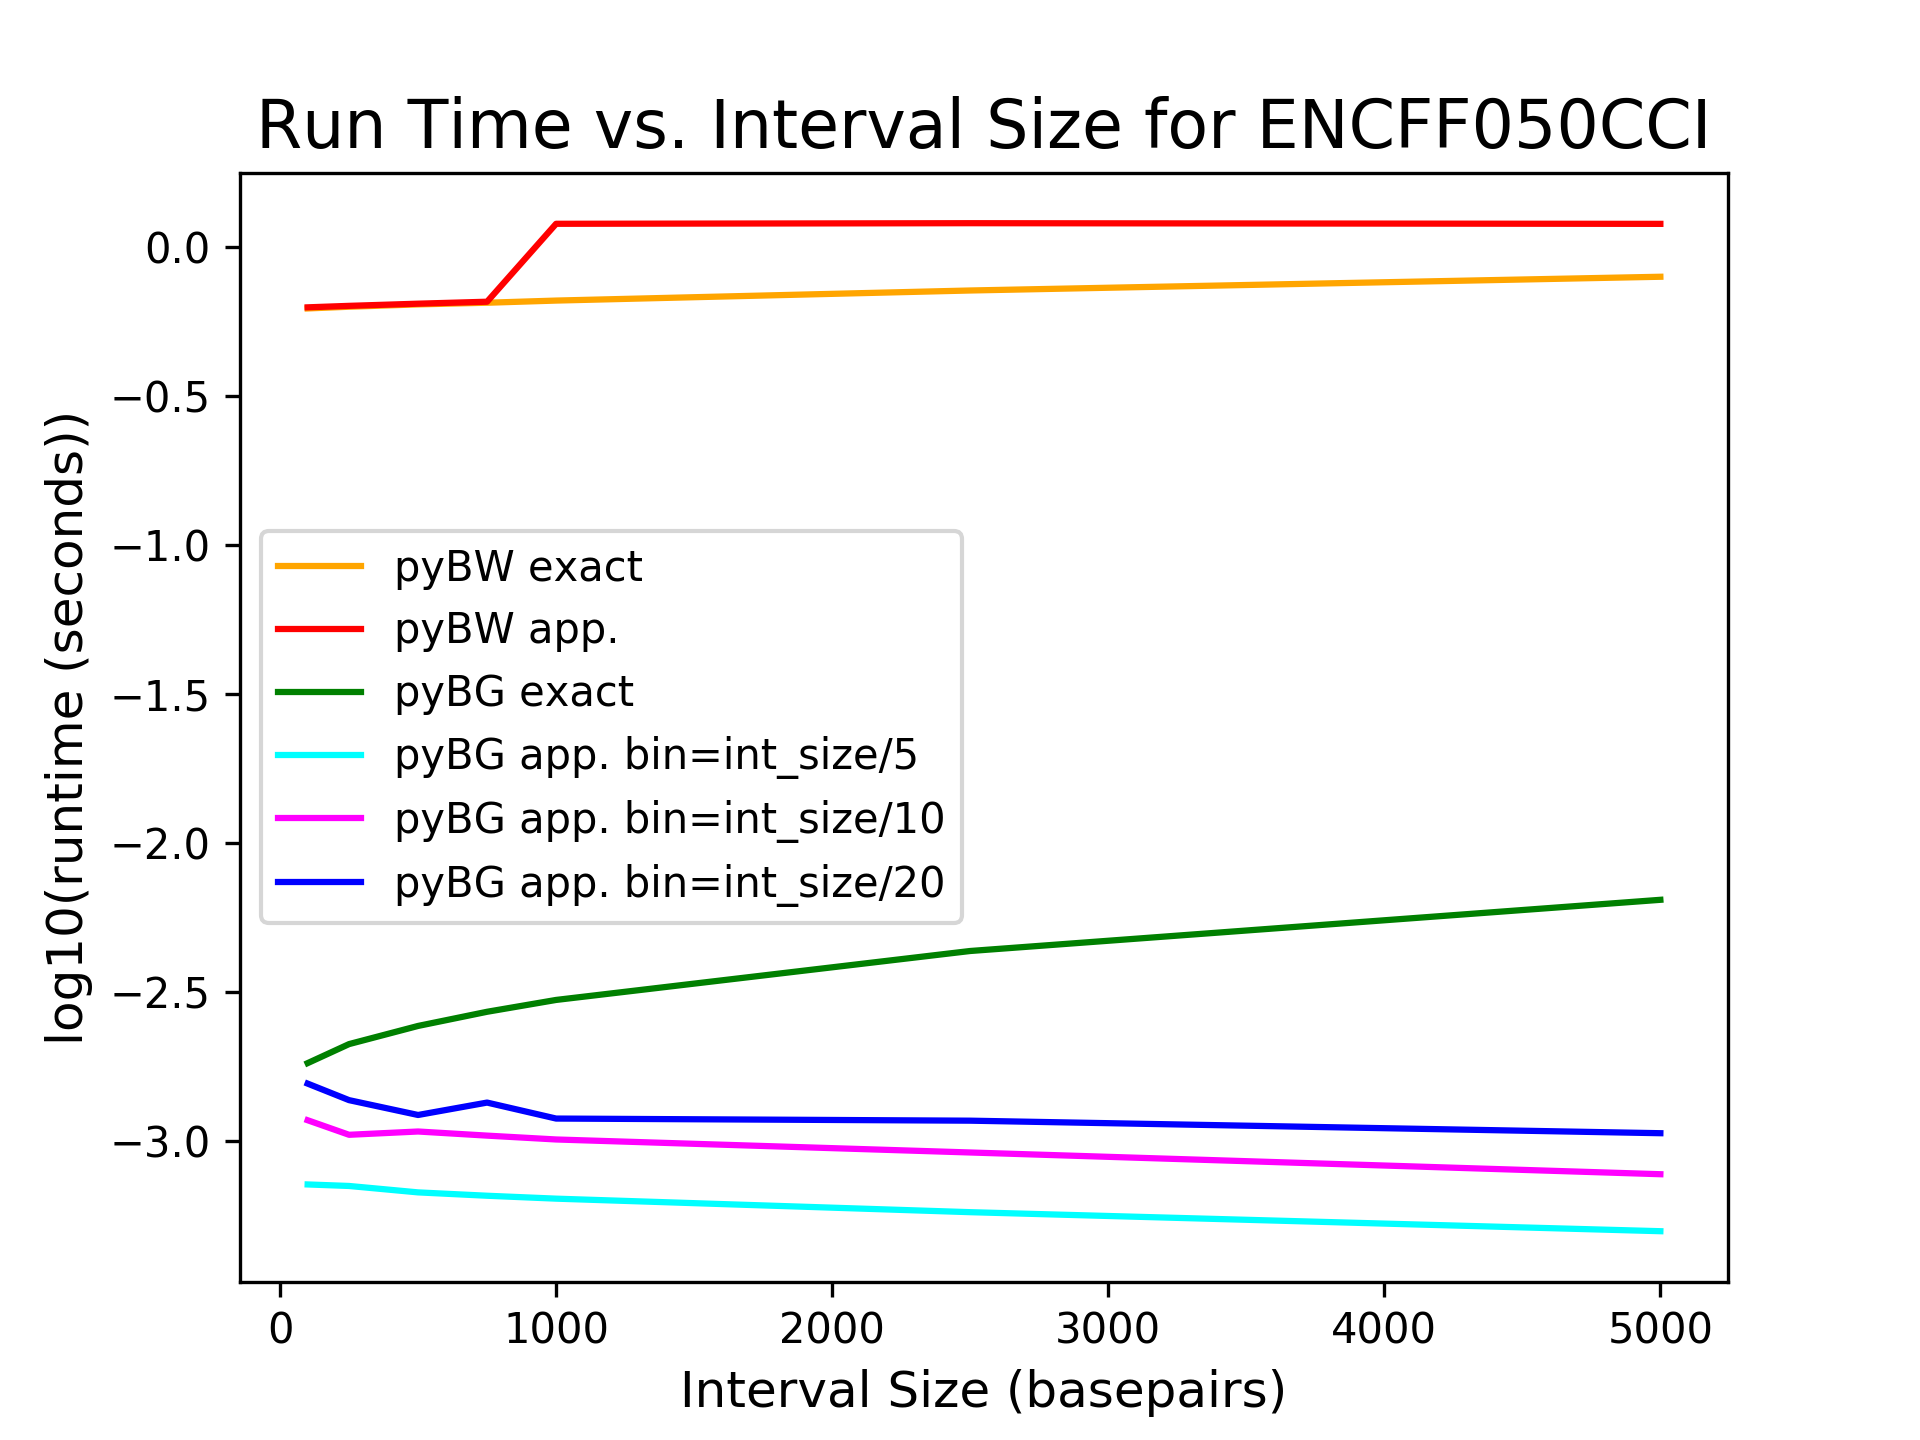 Run Time vs. Interval Size for ENCFF050CCI
0.0
−0.5
−1.0
−1.5
−2.0
−2.5
−3.0
log10(runtime (seconds))
pyBW exact
pyBW app.
pyBG exact
pyBG app. bin=int_size/5
pyBG app. bin=int_size/10
pyBG app. bin=int_size/20
0 1000 2000 3000 4000 5000
Interval Size (basepairs)